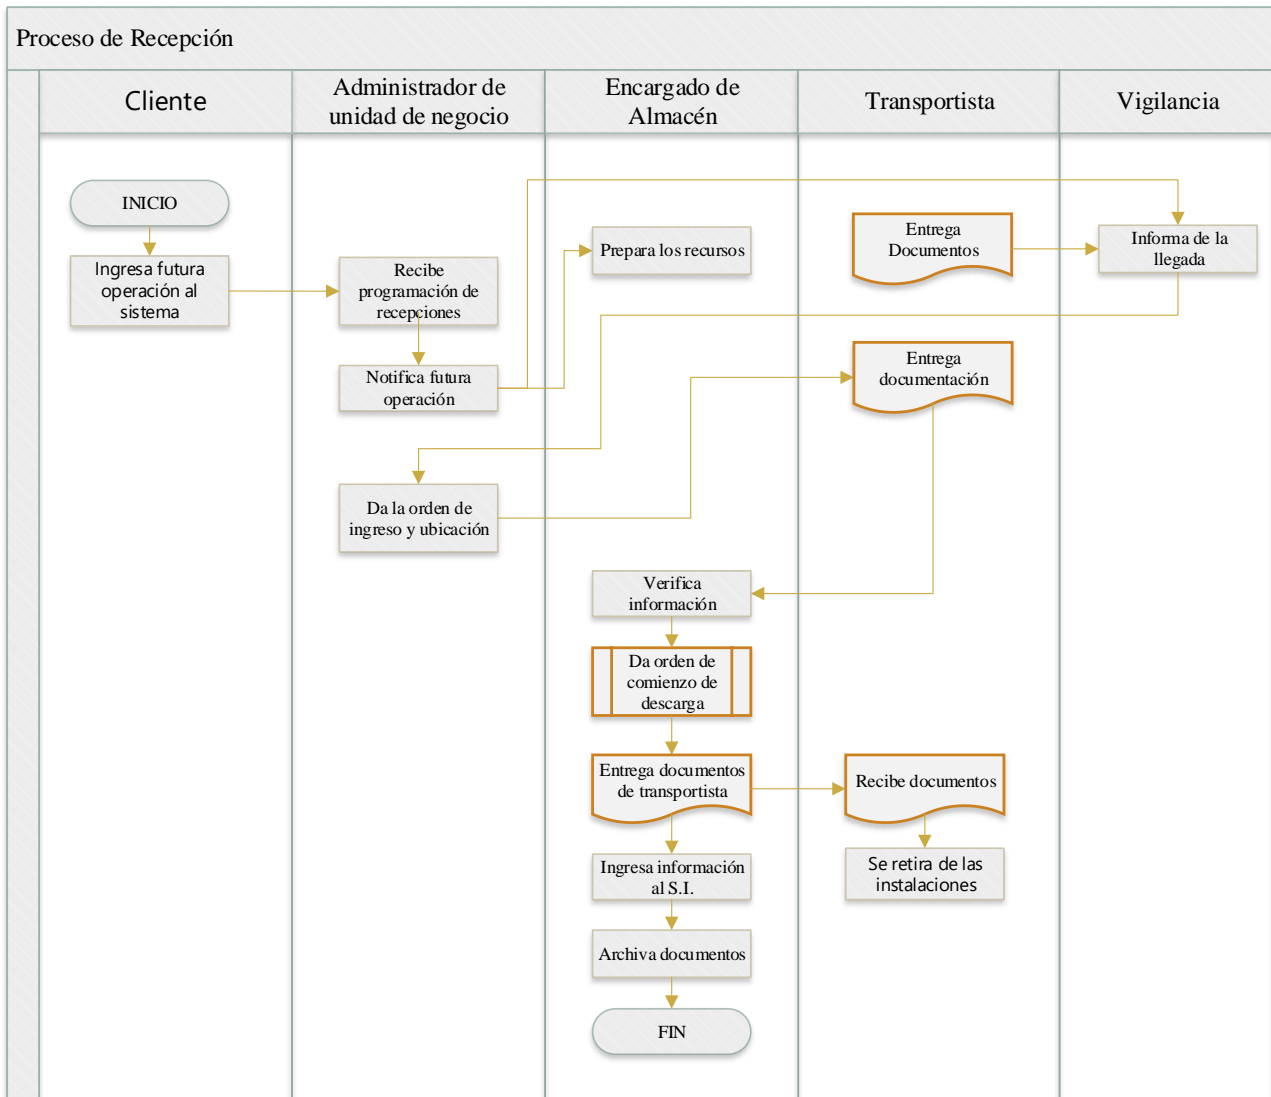 Proceso de Recepción
Cliente
Administrador de
unidad de negocio
Encargado de
Almacén
Transportista
Vigilancia
INICIO
Ingresa futura
operación al
sistema
Recibe
programación de
recepciones
Notifica futura
operación
Prepara los recursos
Entrega
Documentos
Informa de la
llegada
Entrega
documentación
Da la orden de
ingreso y ubicación
Verifica
información
Da orden de
comienzo de
descarga
Entrega documentos
de transportista
Recibe documentos
Ingresa información
al S.I.
Se retira de las
instalaciones
Archiva documentos
FIN